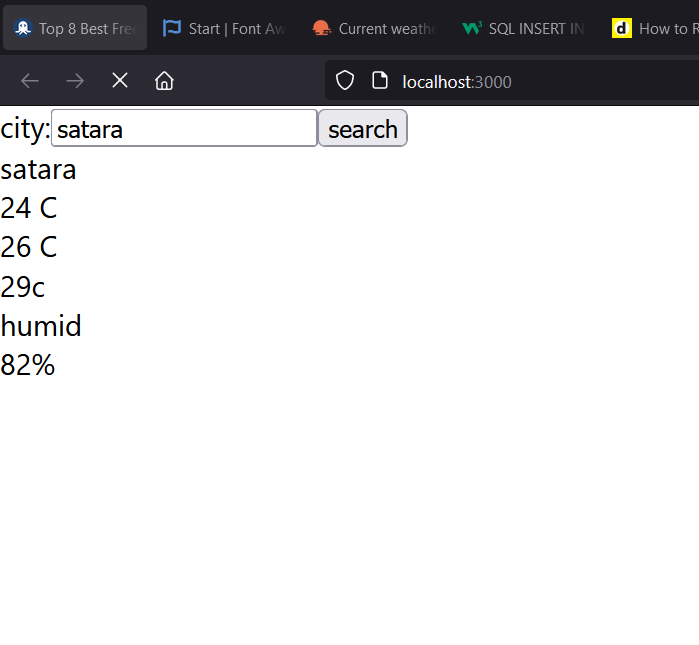 Top 8 Best Fre
Start | Font Aw
Current weathe
SQL INSERT IN
d How to R
localhost:3000
city: satara search
satara
24 C
26 C
29c
humid
82%